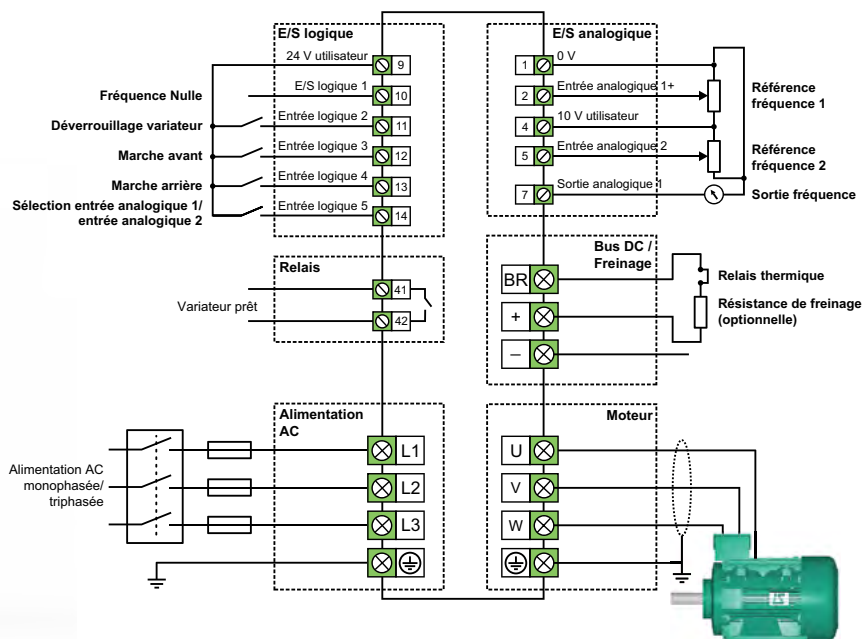 E/S logique
24 V utilisateur
9
Fréquence Nulle
E/S logique 1
10
Déverrouillage variateur
Entrée logique 2
11
Marche avant
Entrée logique 3
12
Marche arrière
Entrée logique 4
13
Sélection entrée analogique 1/
entrée analogique 2
Entrée logique 5
14
E/S analogique
1
0 V
2
Entrée analogique 1+
Référence
fréquence 1
4
10 V utilisateur
5
Entrée analogique 2
Référence
fréquence 2
7
Sortie analogique 1
Sortie fréquence
Relais
41
Variateur prêt
42
Bus DC /
Freinage
BR
Relais thermique
+
Résistance de freinage
(optionnelle)
–
Alimentation
AC
L1
Alimentation AC
monophasée/
triphasée
L2
L3
Moteur
U
V
W